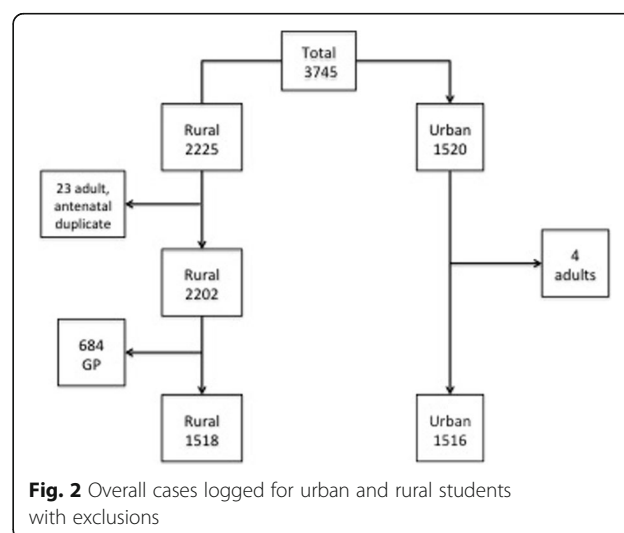 Total
3745
Rural
2225
Urban
1520
23 adult,
antenatal
duplicate
Rural
2202
4
adults
684
GP
Rural
1518
Urban
1516
Fig. 2 Overall cases logged for urban and rural students
with exclusions